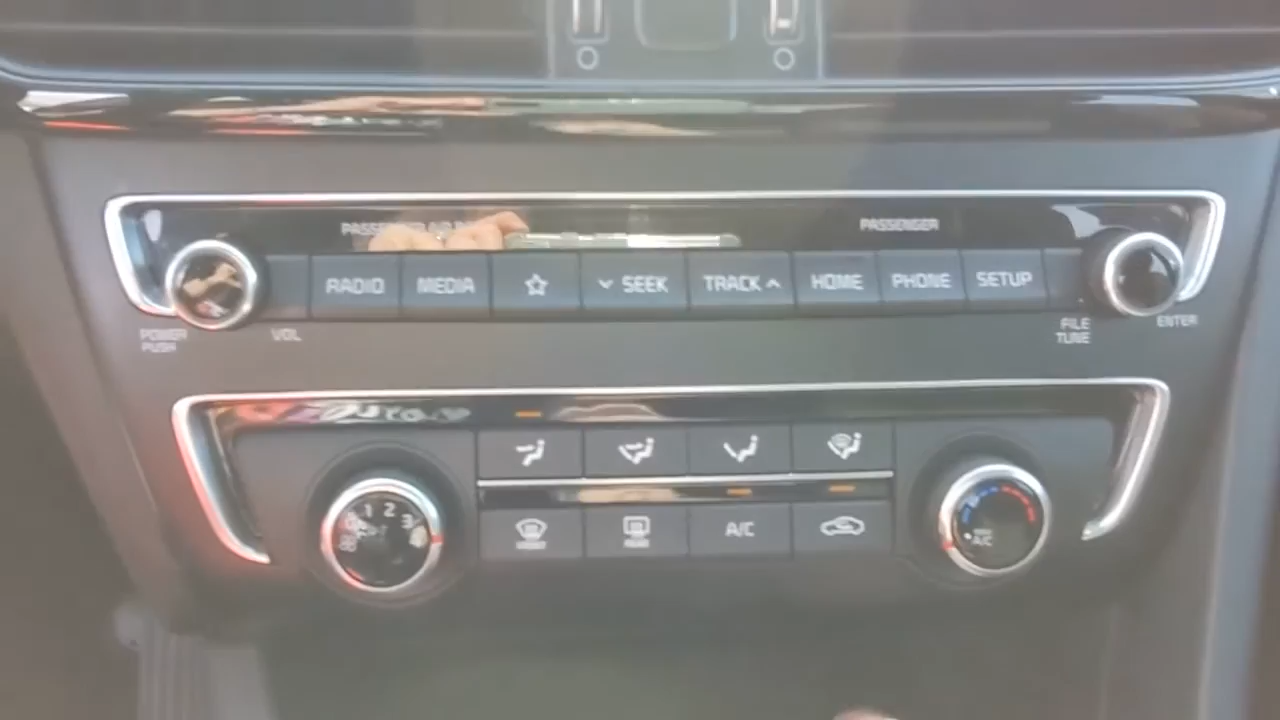 PASSENGER
RADIO MEDIA SEEK TRACK HOME PHONE SETUP
POWER PUSH VOL FILE TUNE ENTER
1 2 3
A/C
A/C